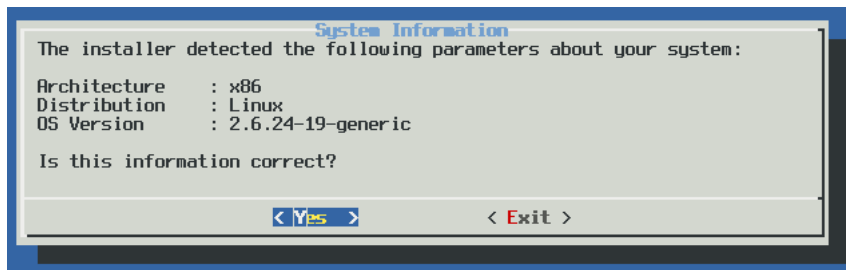 System Information
The installer detected the following parameters about your system:
Architecture : x86
Distribution : Linux
OS Version : 2.6.24-19-generic
Is this information correct?
< Yes > < Exit >